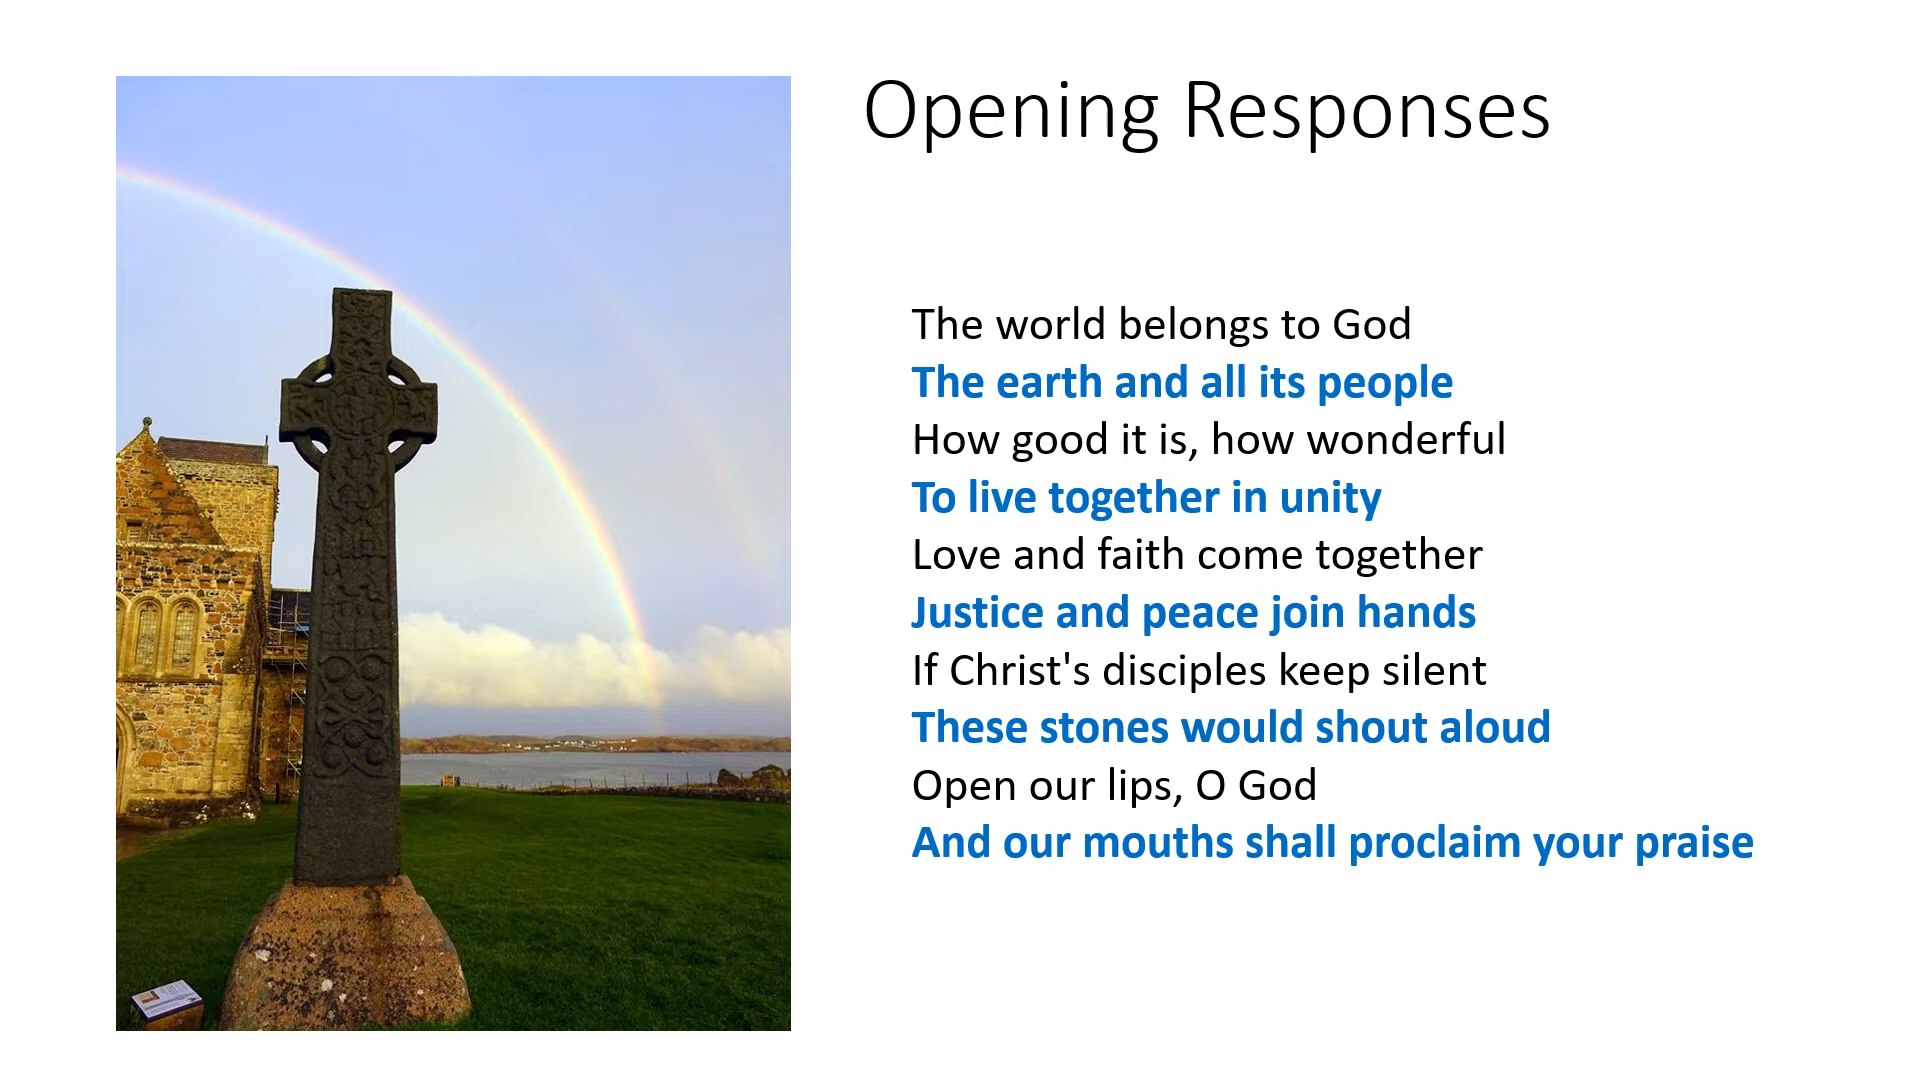 Opening Responses
The world belongs to God
The earth and all its people
How good it is, how wonderful
To live together in unity
Love and faith come together
Justice and peace join hands
If Christ's disciples keep silent
These stones would shout aloud
Open our lips, O God
And our mouths shall proclaim your praise